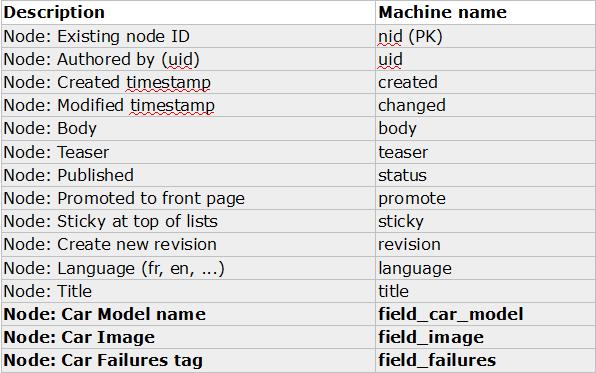 Description Machine name
Node: Existing node ID nid (PK)
Node: Authored by (uid) uid
Node: Created timestamp created
Node: Modified timestamp changed
Node: Body body
Node: Teaser teaser
Node: Published status
Node: Promoted to front page promote
Node: Sticky at top of lists sticky
Node: Create new revision revision
Node: Language (fr, en, ...) language
Node: Title title
Node: Car Model name field_car_model
Node: Car Image field_image
Node: Car Failures tag field_failures